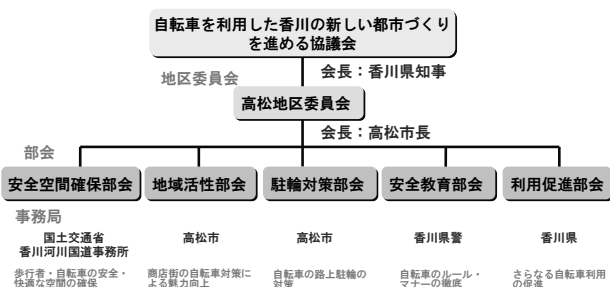 自転車を利用した香川の新しい都市づくり
を進める協議会
会長：香川県知事
地区委員会
高松地区委員会
会長：高松市長
部会
安全空間確保部会
地域活性部会
駐輪対策部会
安全教育部会
利用促進部会
事務局
国土交通省
香川河川国道事務所
高松市
高松市
香川県警
香川県
歩行者・自転車の安全・
快適な空間の確保
商店街の自転車対策に
よる魅力向上
自転車の路上駐輪の
対策
自転車のルール・
マナーの徹底
さらなる自転車利用
の促進